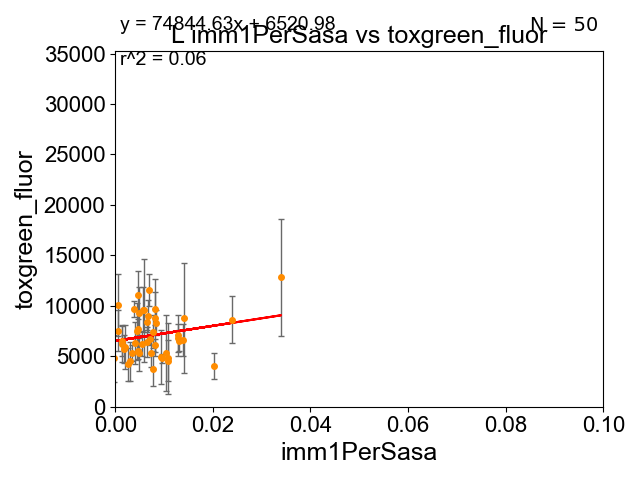 y = 74844.63x + 6520.98
N = 50
L imm1PerSasa vs toxgreen_fluor
r^2 = 0.06
35000
30000
25000
20000
15000
10000
5000
0
toxgreen_fluor
0.00 0.02 0.04 0.06 0.08 0.10
imm1PerSasa